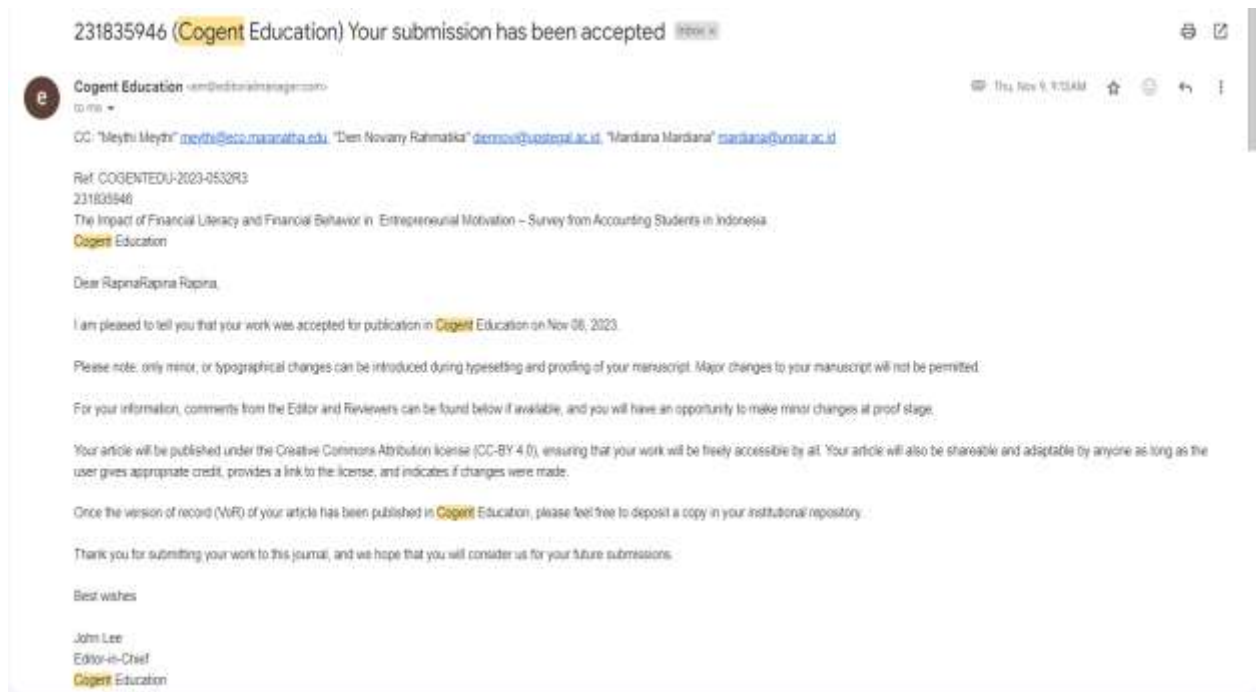 231835946 (Cogent Education) Your submission has been accepted Inbox x
e
Cogent Education <em@editorialmanager.com>
Thu, Nov 9, 9:13 AM
to me
CC: "Meythi Meythi" meythi@eco.maranatha.edu, "Dien Noviany Rahmatika" "Mardiana Mardiana"
Ref: COGENTEDU-2023-0532R3
231835946
The Impact of Financial Literacy and Financial Behavior in Entrepreneurial Motivation – Survey from Accounting Students in Indonesia
Cogent Education
Dear RapinaRapina Rapina,
I am pleased to tell you that your work was accepted for publication in Cogent Education on Nov 08, 2023.
Please note: only minor, or typographical changes can be introduced during typesetting and proofing of your manuscript. Major changes to your manuscript will not be permitted.
For your information, comments from the Editor and Reviewers can be found below if available, and you will have an opportunity to make minor changes at proof stage.
Your article will be published under the Creative Commons Attribution license (CC-BY 4.0), ensuring that your work will be freely accessible by all. Your article will also be shareable and adaptable by anyone as long as the
user gives appropriate credit, provides a link to the license, and indicates if changes were made.
Once the version of record (VoR) of your article has been published in Cogent Education, please feel free to deposit a copy in your institutional repository.
Thank you for submitting your work to this journal, and we hope that you will consider us for your future submissions.
Best wishes
John Lee
Editor-in-Chief
Cogent Education